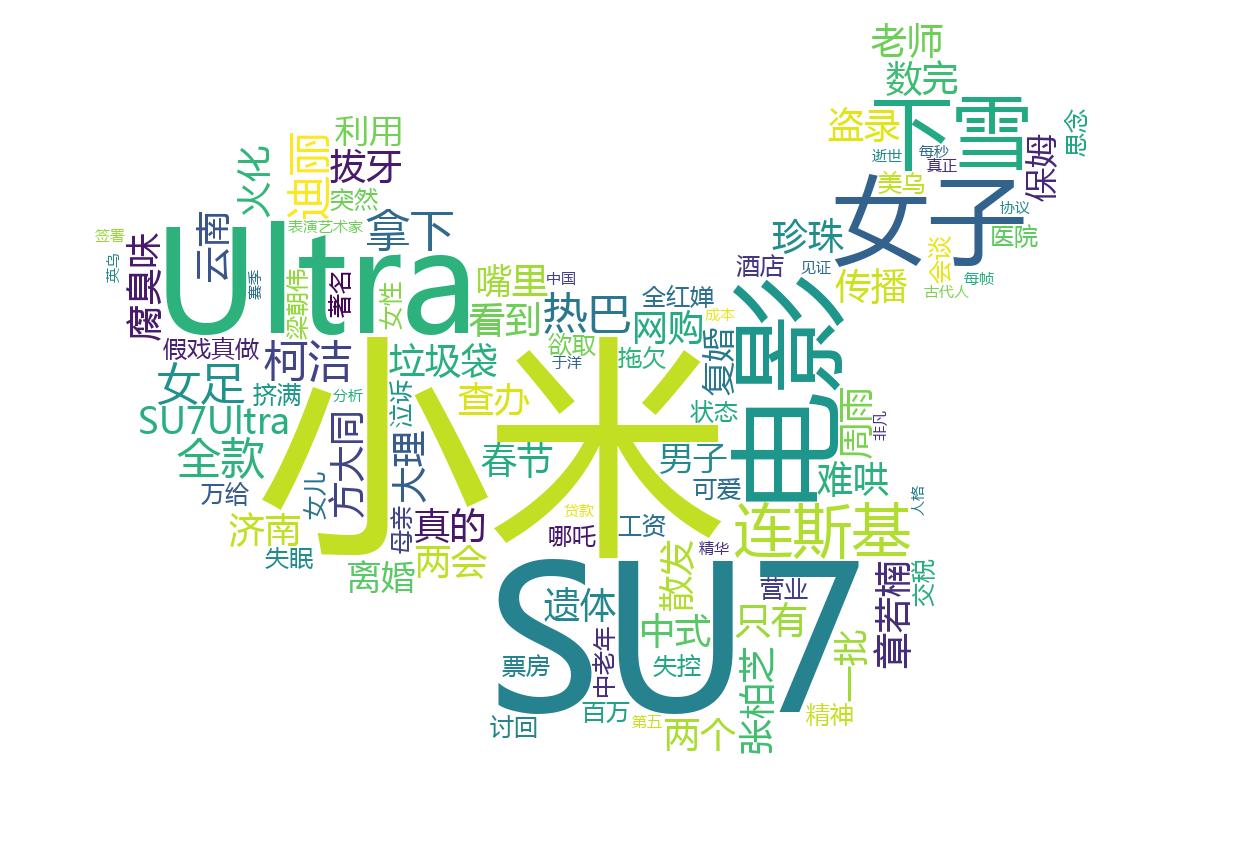 老师
数完
下雪
盗录
思念
逝世
每秒
真正
保姆
利用
迪丽
拔牙
火化
美乌
女子
突然
协议
云南
拿下
表演艺术家
珍珠
医院
签署
腐臭味
Ultra
会谈
酒店
见证
英乌
赛季
梁朝伟
著名
女性
嘴里
中国
传播
每帧
古代人
看到
热巴
全红婵
网购
成本
电影
假戏真做
柯洁
垃圾袋
欲取
于洋
拖欠
复婚
女足
挤满
分析
泣诉
查办
小米
状态
周雨
非凡
SU7Ultra
方大同
全款
大理
春节
男子
可爱
难哄
万给
女儿
人格
济南
母亲
真的
贷款
哪吒
工资
连斯基
失眠
两会
精华
离婚
SU7
散发
营业
章若楠
交税
遗体
中式
只有
一批
票房
中老年
失控
张柏芝
百万
第五
精神
讨回
两个